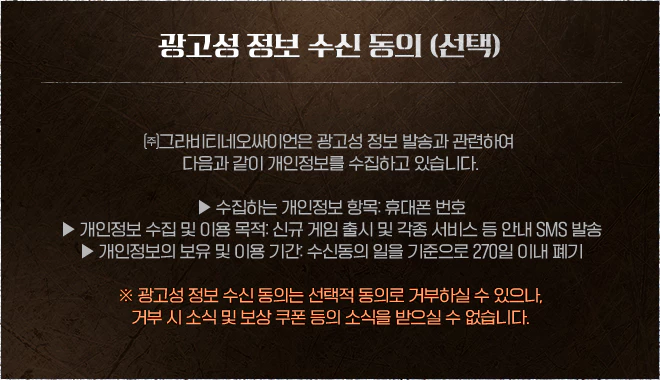 광고성 정보 수신 동의 (선택)
㈜그라비티네오싸이언은 광고성 정보 발송과 관련하여
다음과 같이 개인정보를 수집하고 있습니다.
▶ 수집하는 개인정보 항목: 휴대폰 번호
▶ 개인정보 수집 및 이용 목적: 신규 게임 출시 및 각종 서비스 등 안내 SMS 발송
▶ 개인정보의 보유 및 이용 기간: 수신동의 일을 기준으로 270일 이내 폐기
※ 광고성 정보 수신 동의는 선택적 동의로 거부하실 수 있으나,
거부 시 소식 및 보상 쿠폰 등의 소식을 받으실 수 없습니다.